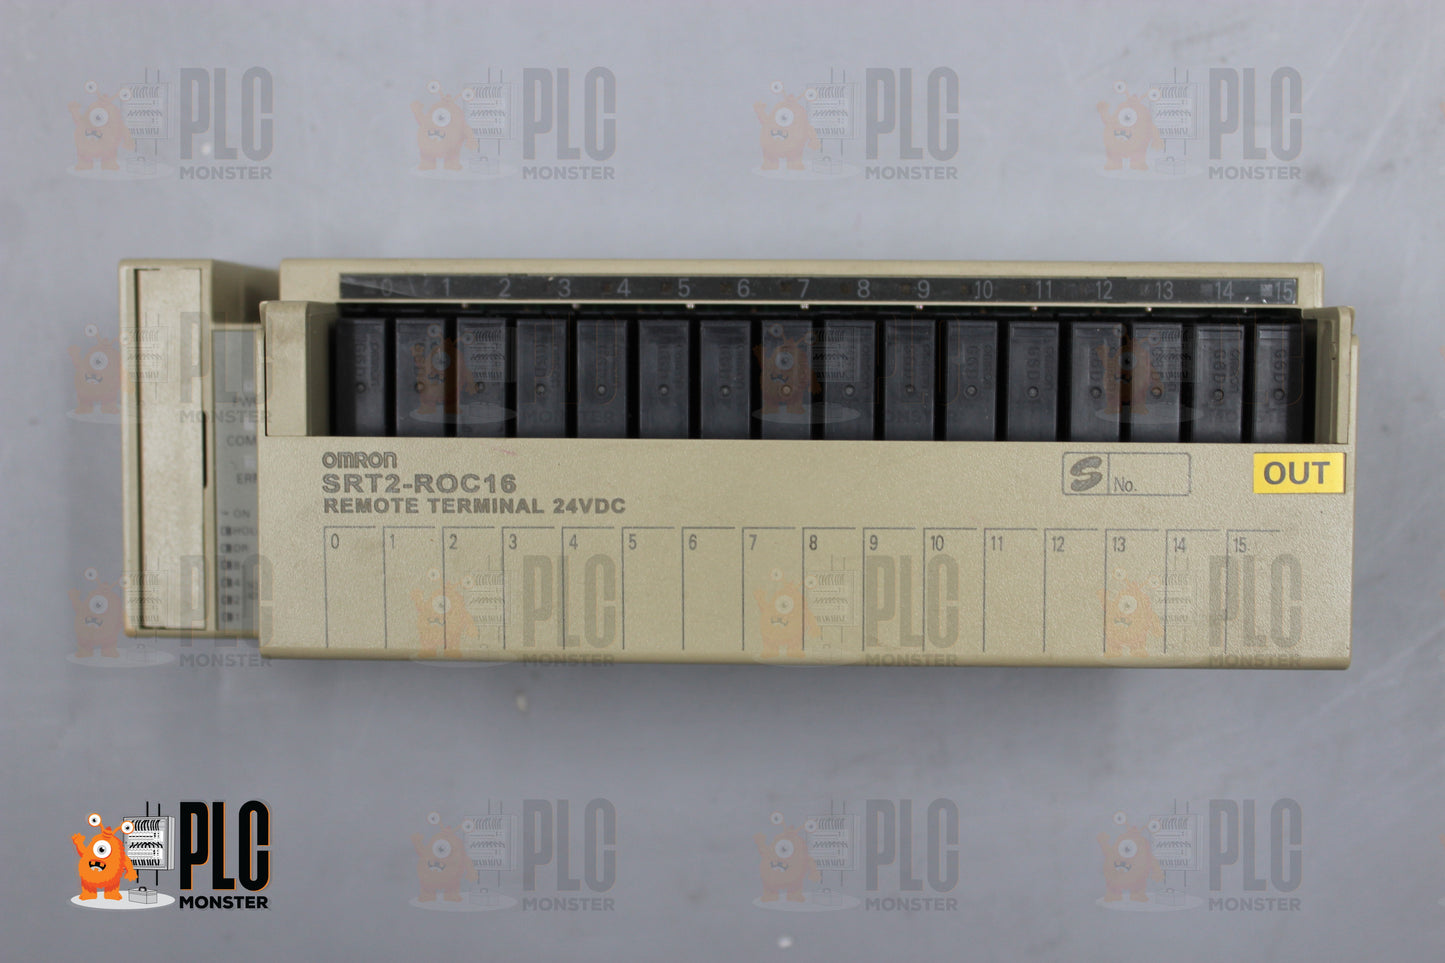 0 1 2 3 4 5 6 7 8 9 10 11 12 13 14 15
COM
ON
omron
SRT2-ROC16
REMOTE TERMINAL 24VDC
S No.
OUT
0 1 2 3 4 5 6 7 8 9 10 11 12 13 14 15
PLC
MONSTER